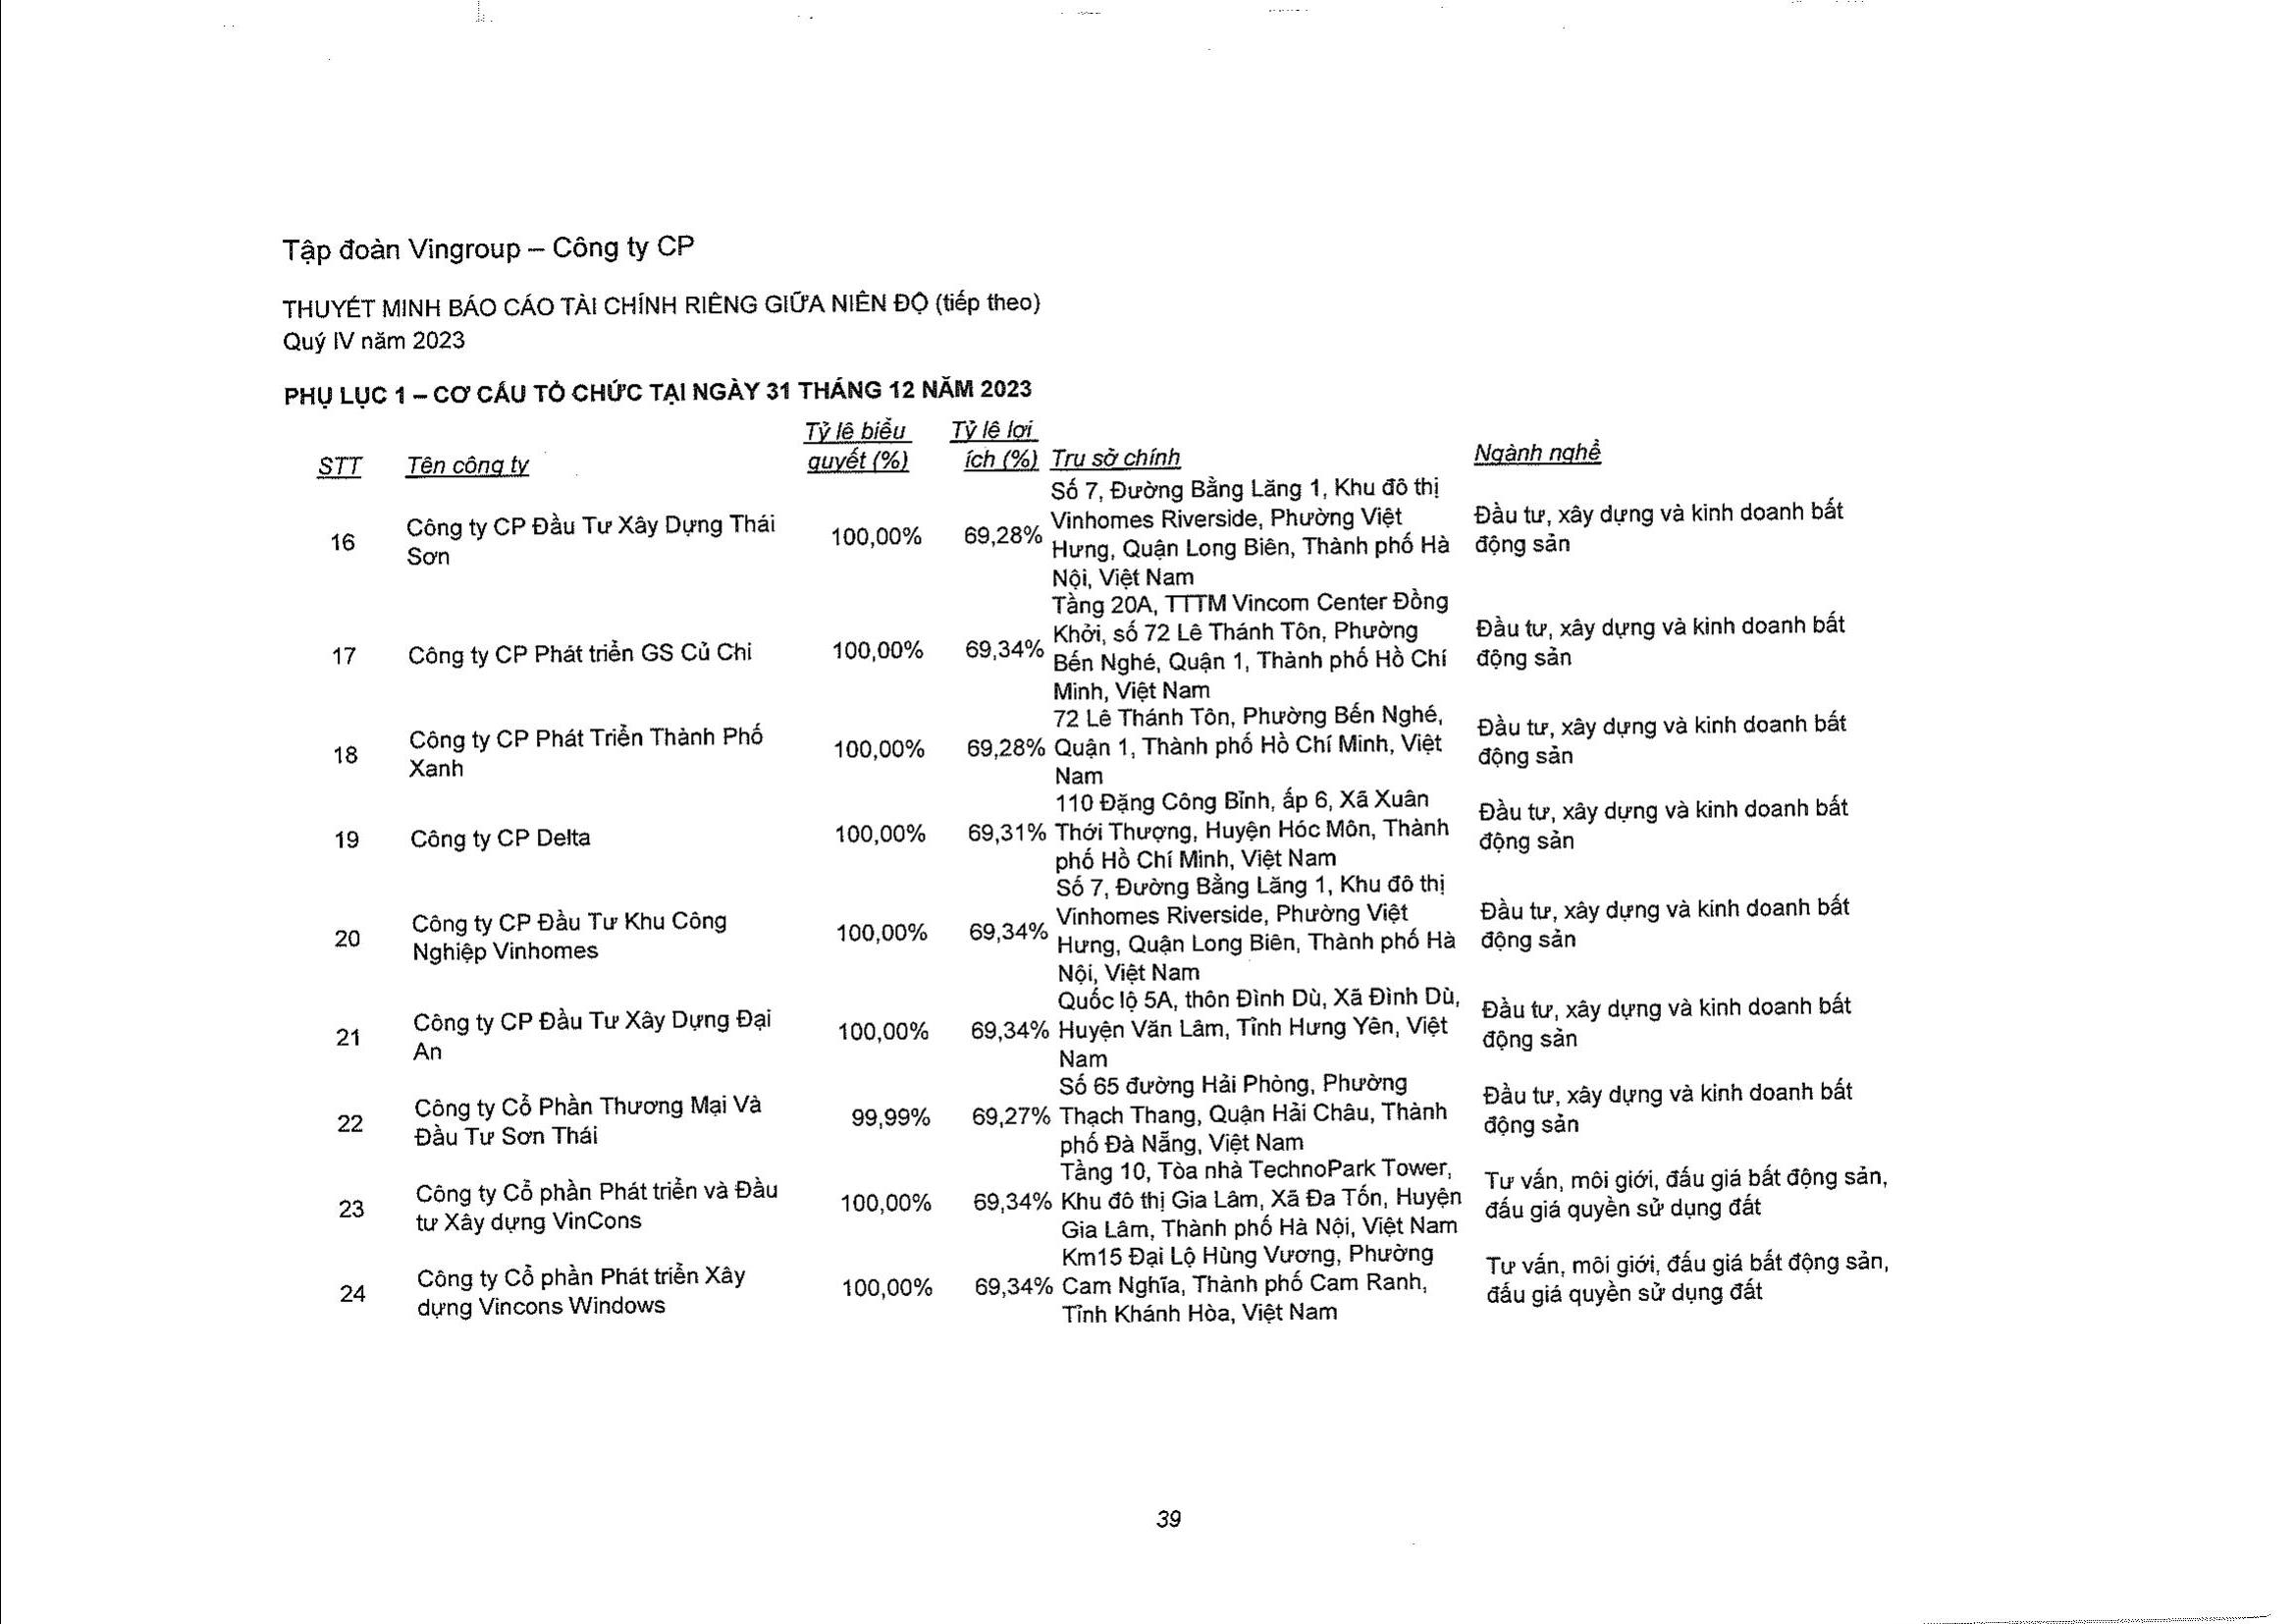 Tập đoàn Vingroup – Công ty CP
THUYẾT MINH BÁO CÁO TÀI CHÍNH RIÊNG GIỮA NIÊN ĐỘ (tiếp theo)
Quý IV năm 2023
PHỤ LỤC 1 – CƠ CẤU TỔ CHỨC TẠI NGÀY 31 THÁNG 12 NĂM 2023
STT Tên công ty Tỷ lệ biểu quyết (%) Tỷ lệ lợi ích (%) Trụ sở chính Ngành nghề
16 Công ty CP Đầu Tư Xây Dựng Thái Sơn 100,00% 69,28% Số 7, Đường Bằng Lăng 1, Khu đô thị Vinhomes Riverside, Phường Việt Hưng, Quận Long Biên, Thành phố Hà Nội, Việt Nam Đầu tư, xây dựng và kinh doanh bất động sản
17 Công ty CP Phát triển GS Củ Chi 100,00% 69,34% Tầng 20A, TTTM Vincom Center Đồng Khởi, số 72 Lê Thánh Tôn, Phường Bến Nghé, Quận 1, Thành phố Hồ Chí Minh, Việt Nam Đầu tư, xây dựng và kinh doanh bất động sản
18 Công ty CP Phát Triển Thành Phố Xanh 100,00% 69,28% 72 Lê Thánh Tôn, Phường Bến Nghé, Quận 1, Thành phố Hồ Chí Minh, Việt Nam Đầu tư, xây dựng và kinh doanh bất động sản
19 Công ty CP Delta 100,00% 69,31% 110 Đặng Công Bỉnh, ấp 6, Xã Xuân Thới Thượng, Huyện Hóc Môn, Thành phố Hồ Chí Minh, Việt Nam Đầu tư, xây dựng và kinh doanh bất động sản
20 Công ty CP Đầu Tư Khu Công Nghiệp Vinhomes 100,00% 69,34% Số 7, Đường Bằng Lăng 1, Khu đô thị Vinhomes Riverside, Phường Việt Hưng, Quận Long Biên, Thành phố Hà Nội, Việt Nam Đầu tư, xây dựng và kinh doanh bất động sản
21 Công ty CP Đầu Tư Xây Dựng Đại An 100,00% 69,34% Quốc lộ 5A, thôn Đình Dù, Xã Đình Dù, Huyện Văn Lâm, Tỉnh Hưng Yên, Việt Nam Đầu tư, xây dựng và kinh doanh bất động sản
22 Công ty Cổ Phần Thương Mại Và Đầu Tư Sơn Thái 99,99% 69,27% Số 65 đường Hải Phòng, Phường Thạch Thang, Quận Hải Châu, Thành phố Đà Nẵng, Việt Nam Đầu tư, xây dựng và kinh doanh bất động sản
23 Công ty Cổ phần Phát triển và Đầu tư Xây dựng VinCons 100,00% 69,34% Tầng 10, Tòa nhà TechnoPark Tower, Khu đô thị Gia Lâm, Xã Đa Tốn, Huyện Gia Lâm, Thành phố Hà Nội, Việt Nam Tư vấn, môi giới, đấu giá bất động sản, đấu giá quyền sử dụng đất
24 Công ty Cổ phần Phát triển Xây dựng Vincons Windows 100,00% 69,34% Km15 Đại Lộ Hùng Vương, Phường Cam Nghĩa, Thành phố Cam Ranh, Tỉnh Khánh Hòa, Việt Nam Tư vấn, môi giới, đấu giá bất động sản, đấu giá quyền sử dụng đất
39